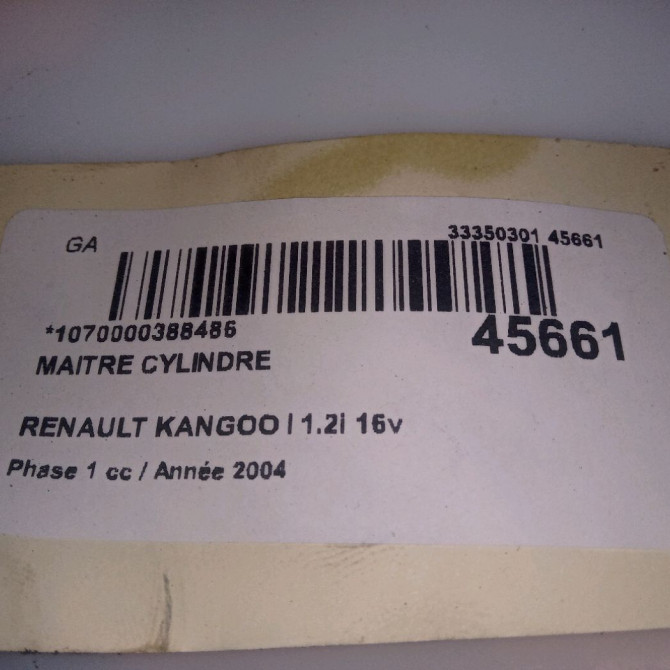 GA
33350301 45661
*1070000388486
45661
MAITRE CYLINDRE
RENAULT KANGOO I 1.2i 16v
Phase 1 cc / Année 2004